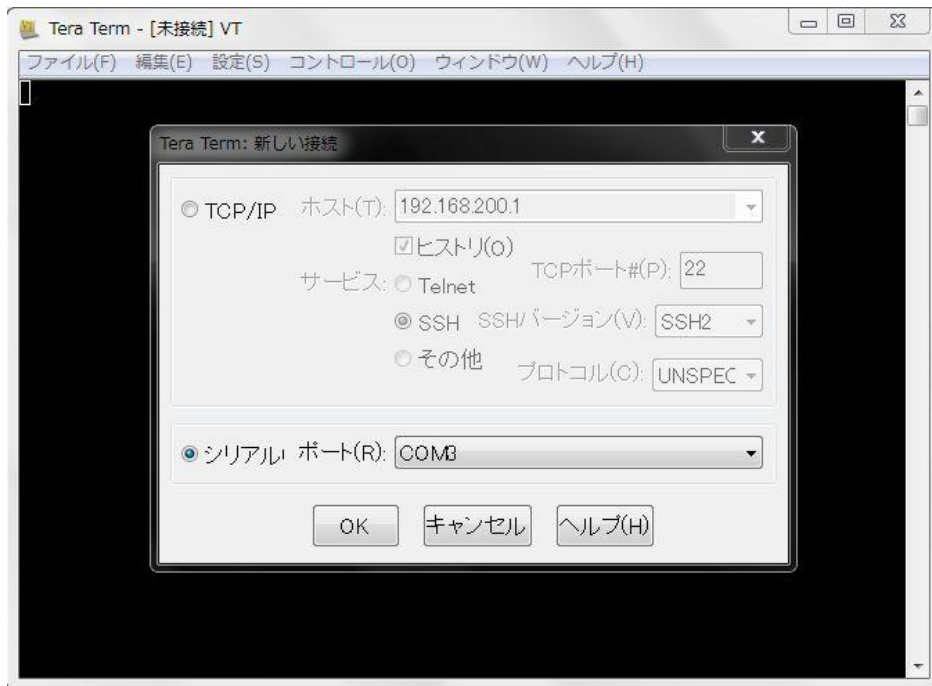 Tera Term - [未接続] VT
ファイル(F) 編集(E) 設定(S) コントロール(O) ウィンドウ(W) ヘルプ(H)
Tera Term: 新しい接続
TCP/IP ホスト(T): 192.168.200.1
ヒストリ(O)
サービス: Telnet TCPポート#(P): 22
SSH SSHバージョン(V): SSH2
その他 プロトコル(C): UNSPEC
シリアル ポート(R): COM3
OK キャンセル ヘルプ(H)